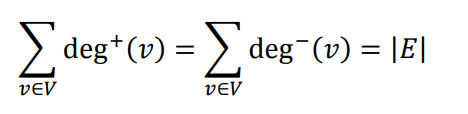 ∑_{v∈V} deg⁺(v) = ∑_{v∈V} deg⁻(v) = |E|